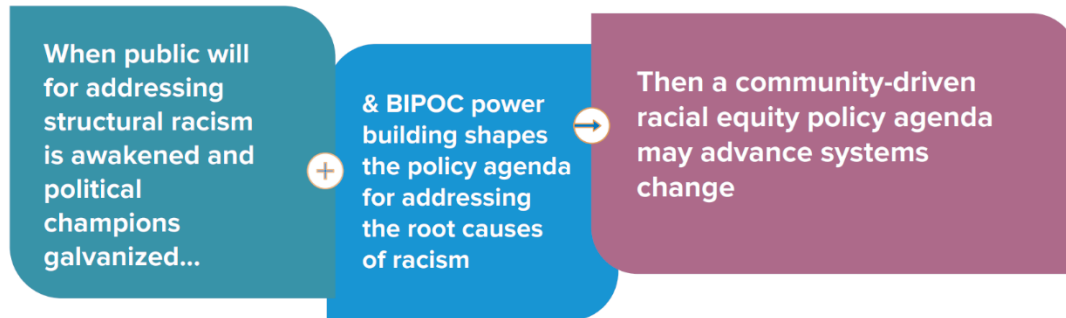 When public will
for addressing
structural racism
is awakened and
political
champions
galvanized...
+
& BIPOC power
building shapes
the policy agenda
for addressing
the root causes
of racism
→
Then a community-driven
racial equity policy agenda
may advance systems
change